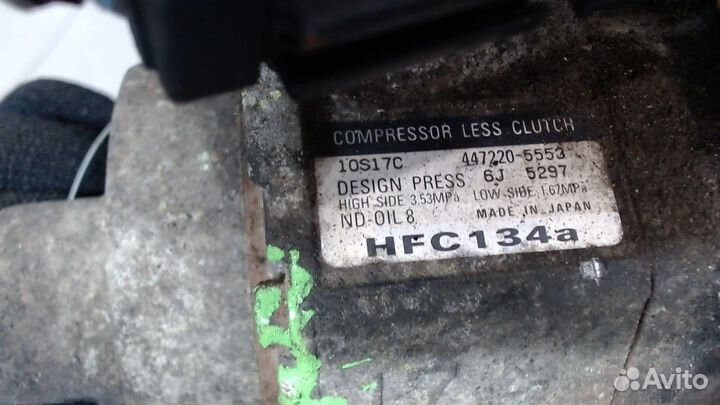 COMPRESSOR LESS CLUTCH
10S17C 447220-5553
DESIGN PRESS 6J 5297
HIGH SIDE 3.53MPa LOW SIDE 1.67MPa
ND-OIL 8 MADE IN JAPAN
HFC134a
Avito